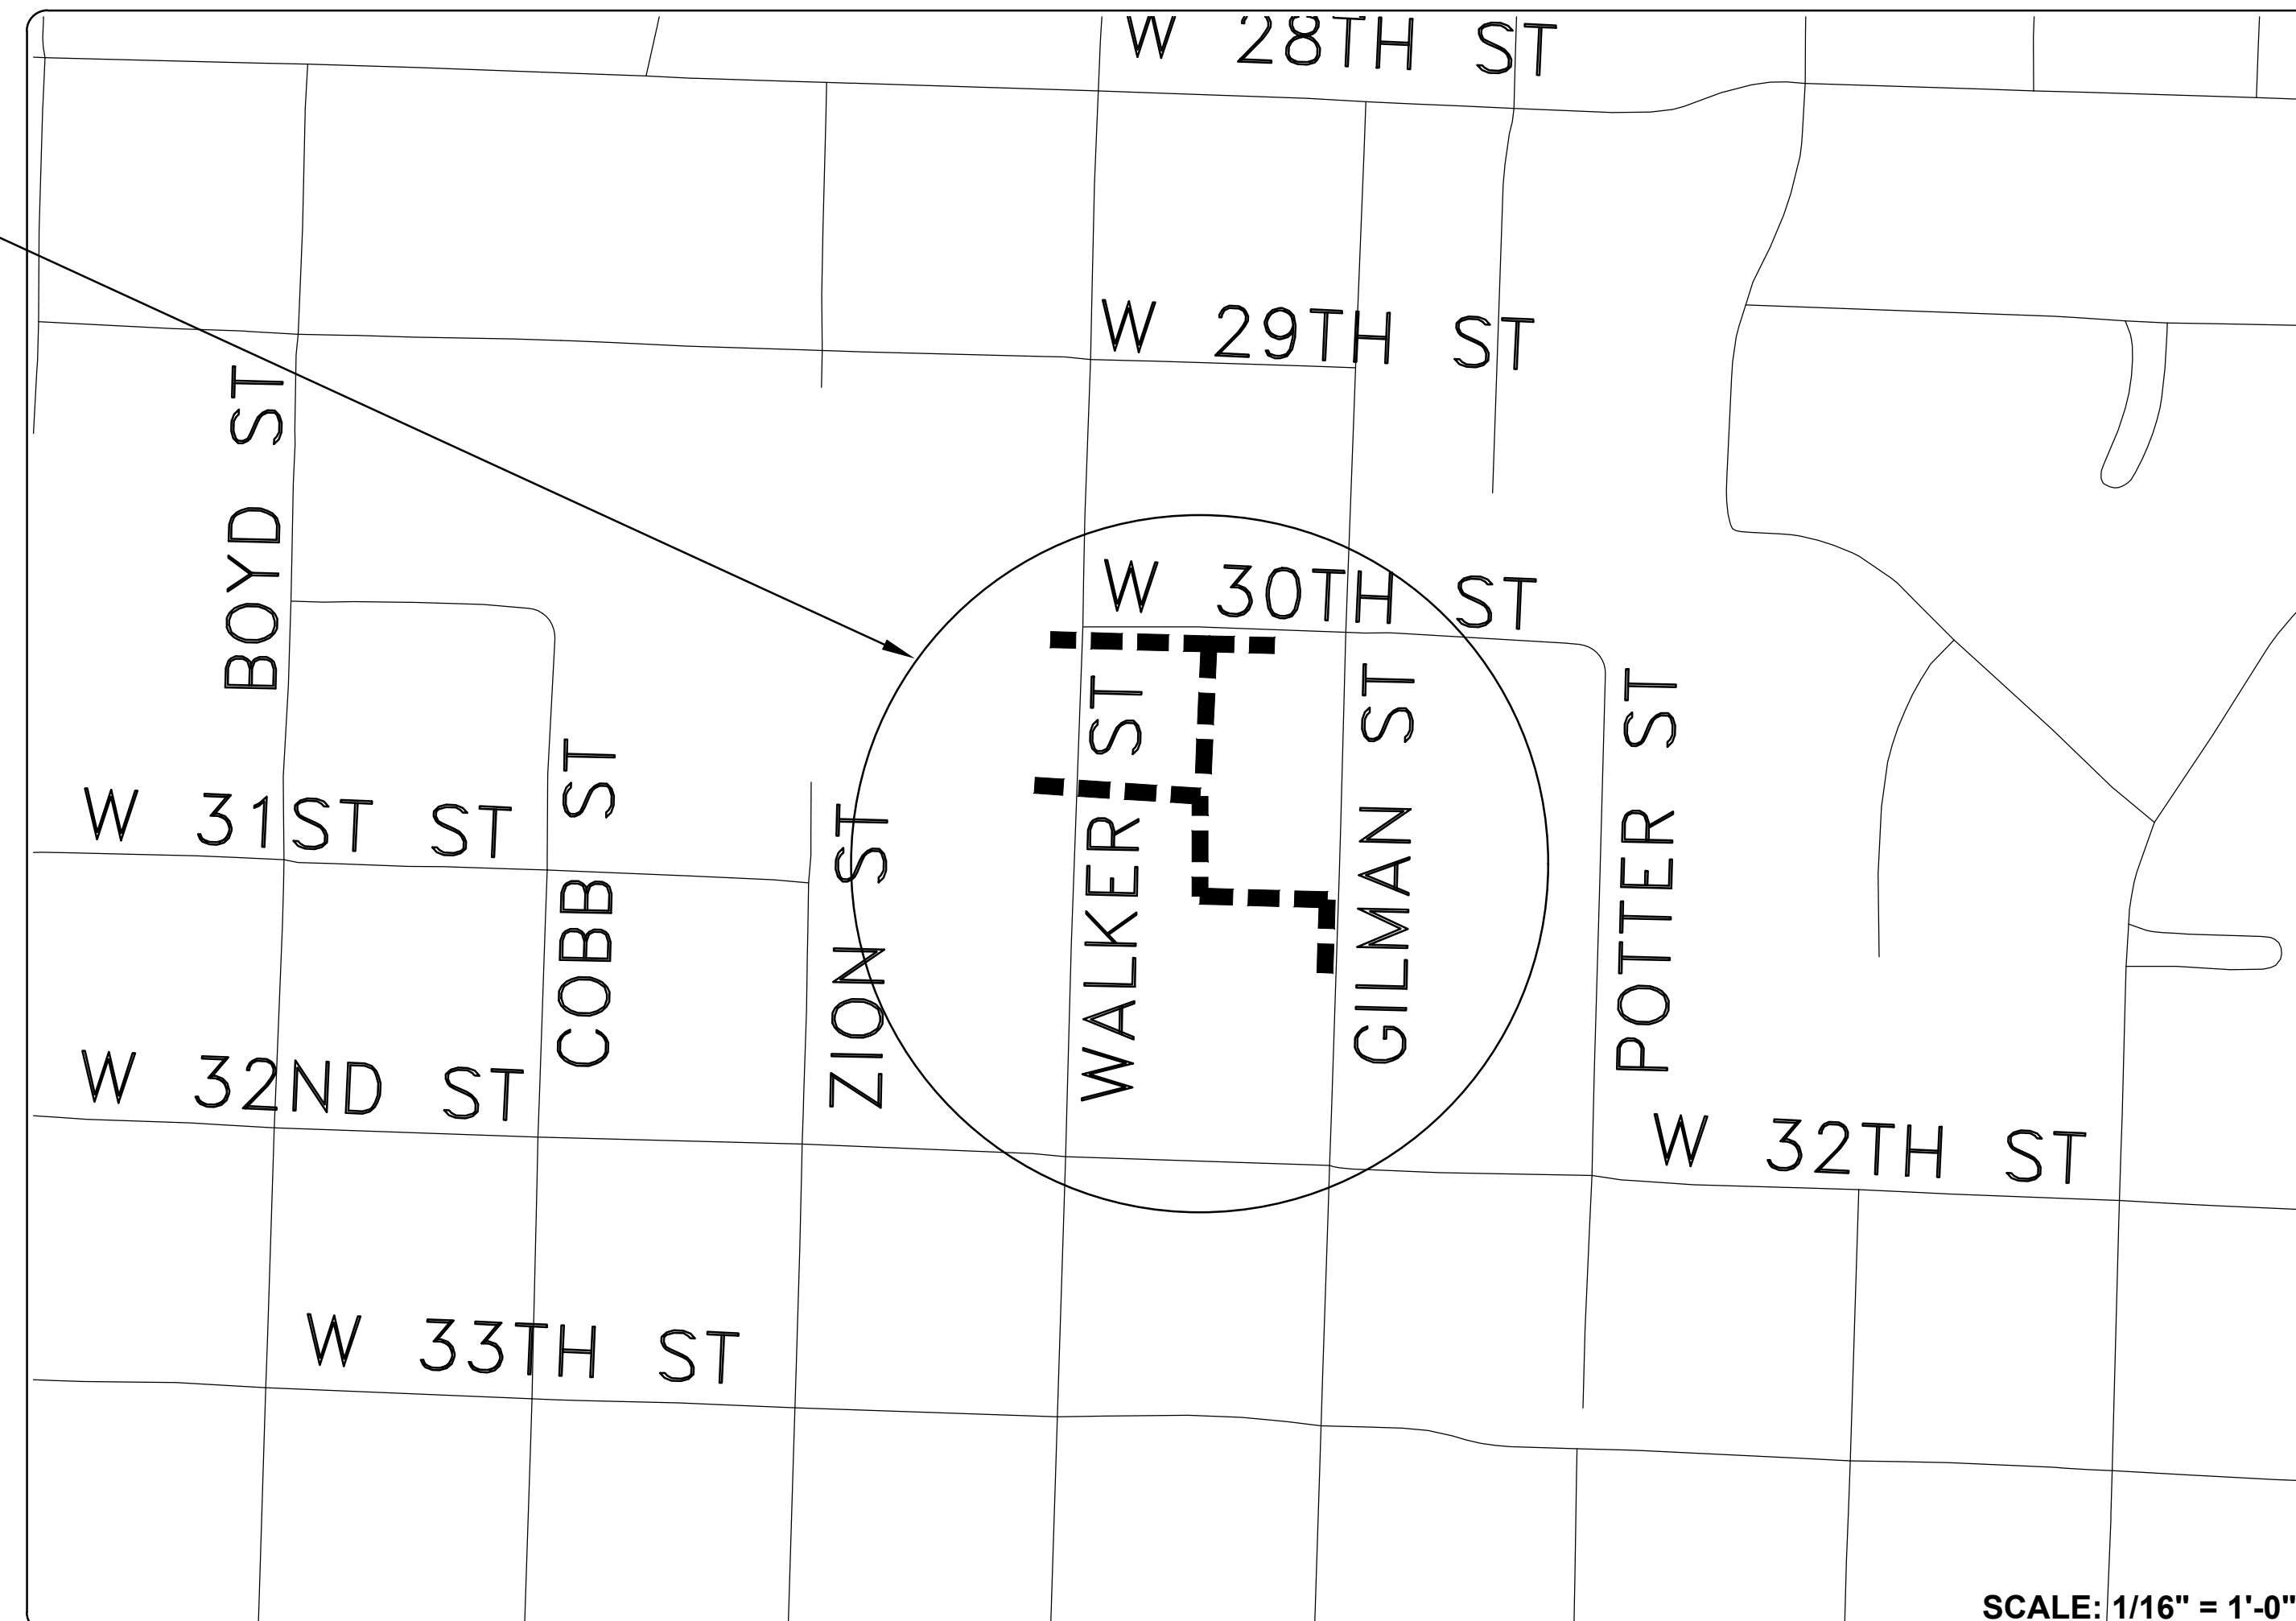 W 28TH ST
W 29TH ST
BOYD ST
W 30TH ST
W 31ST ST
COBB ST
ZION ST
WALKER ST
GILMAN ST
POTTER ST
W 32ND ST
W 32TH ST
W 33TH ST
SCALE: 1/16" = 1'-0"